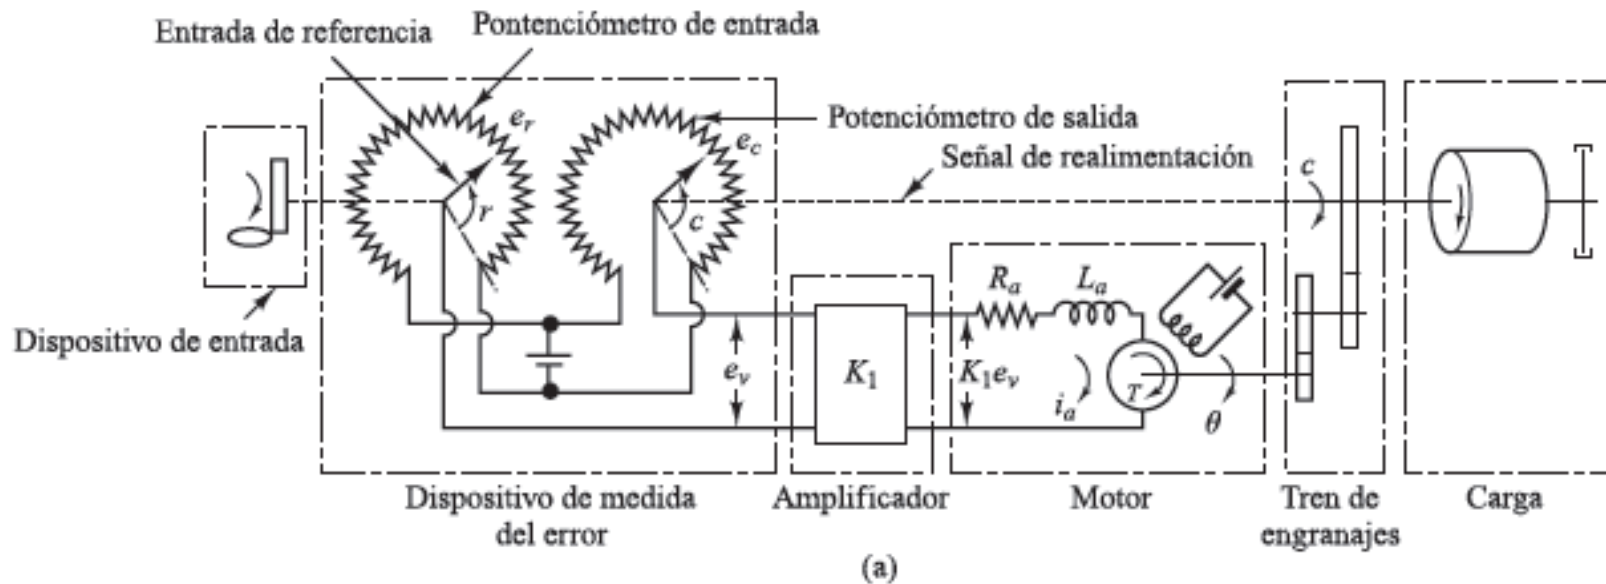 Entrada de referencia
Pontenciómetro de entrada
e_r
Potenciómetro de salida
e_c
Señal de realimentación
r
c
c
Dispositivo de entrada
R_a
L_a
e_v
K_1
K_1e_v
i_a
T
θ
Dispositivo de medida
del error
Amplificador
Motor
Tren de
engranajes
Carga
(a)